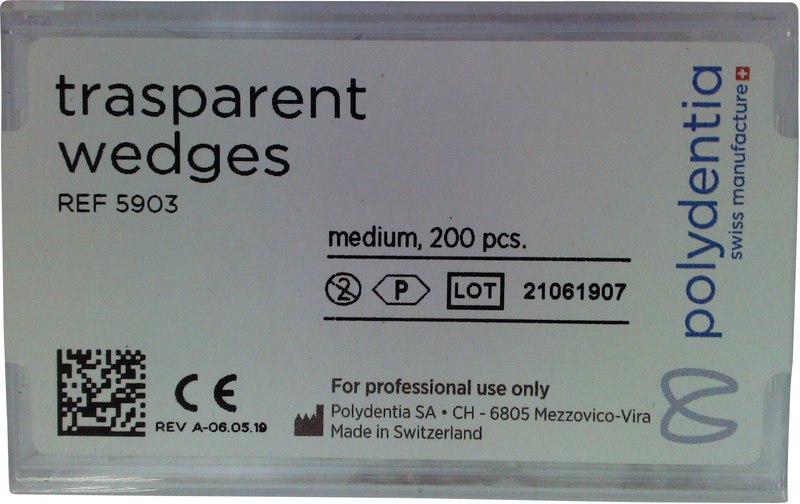 trasparent
wedges
REF 5903
medium, 200 pcs.
2 P LOT 21061907
CE
REV A-06.05.19
For professional use only
Polydentia SA • CH - 6805 Mezzovico-Vira
Made in Switzerland
polydentia
swiss manufacture